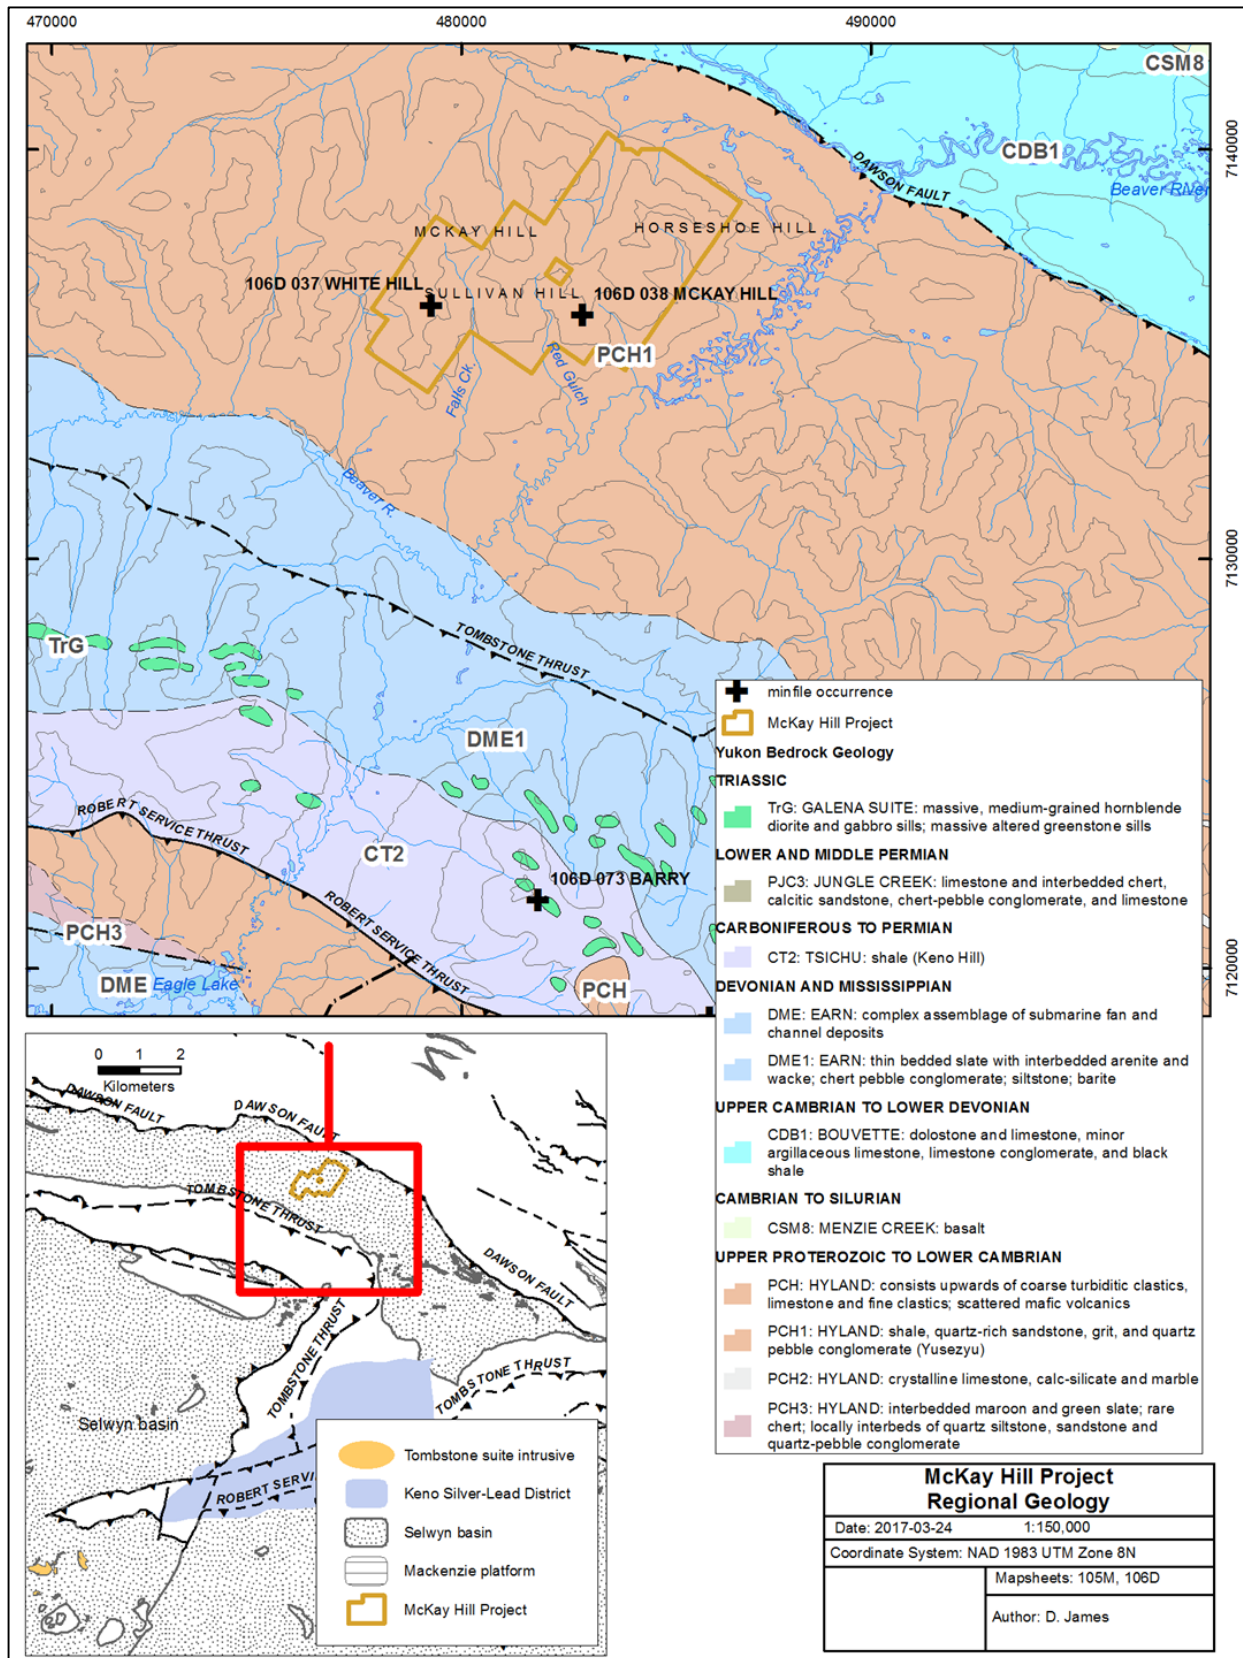 470000
480000
490000
CSM8
7140000
CDB1
DAWSON FAULT
Beaver River
MCKAY HILL
HORSESHOE HILL
106D 037 WHITE HILL
SULLIVAN HILL
106D 038 MCKAY HILL
PCH1
Red Gulch
Falls Ck.
Beaver R.
7130000
TOMBSTONE THRUST
TrG
DME1
ROBERT SERVICE THRUST
CT2
106D 073 BARRY
ROBERT SERVICE THRUST
PCH3
DME
Eagle Lake
PCH
7120000
minfile occurrence
McKay Hill Project
Yukon Bedrock Geology
TRIASSIC
TrG: GALENA SUITE: massive, medium-grained hornblende
diorite and gabbro sills; massive altered greenstone sills
LOWER AND MIDDLE PERMIAN
PJC3: JUNGLE CREEK: limestone and interbedded chert,
calcitic sandstone, chert-pebble conglomerate, and limestone
CARBONIFEROUS TO PERMIAN
CT2: TSICHU: shale (Keno Hill)
DEVONIAN AND MISSISSIPPIAN
DME: EARN: complex assemblage of submarine fan and
channel deposits
DME1: EARN: thin bedded slate with interbedded arenite and
wacke; chert pebble conglomerate; siltstone; barite
UPPER CAMBRIAN TO LOWER DEVONIAN
CDB1: BOUVETTE: dolostone and limestone, minor
argillaceous limestone, limestone conglomerate, and black
shale
CAMBRIAN TO SILURIAN
CSM8: MENZIE CREEK: basalt
UPPER PROTEROZOIC TO LOWER CAMBRIAN
PCH: HYLAND: consists upwards of coarse turbiditic clastics,
limestone and fine clastics; scattered mafic volcanics
PCH1: HYLAND: shale, quartz-rich sandstone, grit, and quartz
pebble conglomerate (Yusezyu)
PCH2: HYLAND: crystalline limestone, calc-silicate and marble
PCH3: HYLAND: interbedded maroon and green slate; rare
chert; locally interbeds of quartz siltstone, sandstone and
quartz-pebble conglomerate
0 1 2
Kilometers
DAWSON FAULT
DAWSON FAULT
TOMBSTONE THRUST
DAWSON FAULT
TOMBSTONE THRUST
TOMBSTONE THRUST
Selwyn basin
ROBERT SERVI
Tombstone suite intrusive
Keno Silver-Lead District
Selwyn basin
Mackenzie platform
McKay Hill Project
McKay Hill Project
Regional Geology
Date: 2017-03-24 1:150,000
Coordinate System: NAD 1983 UTM Zone 8N
Mapsheets: 105M, 106D
Author: D. James